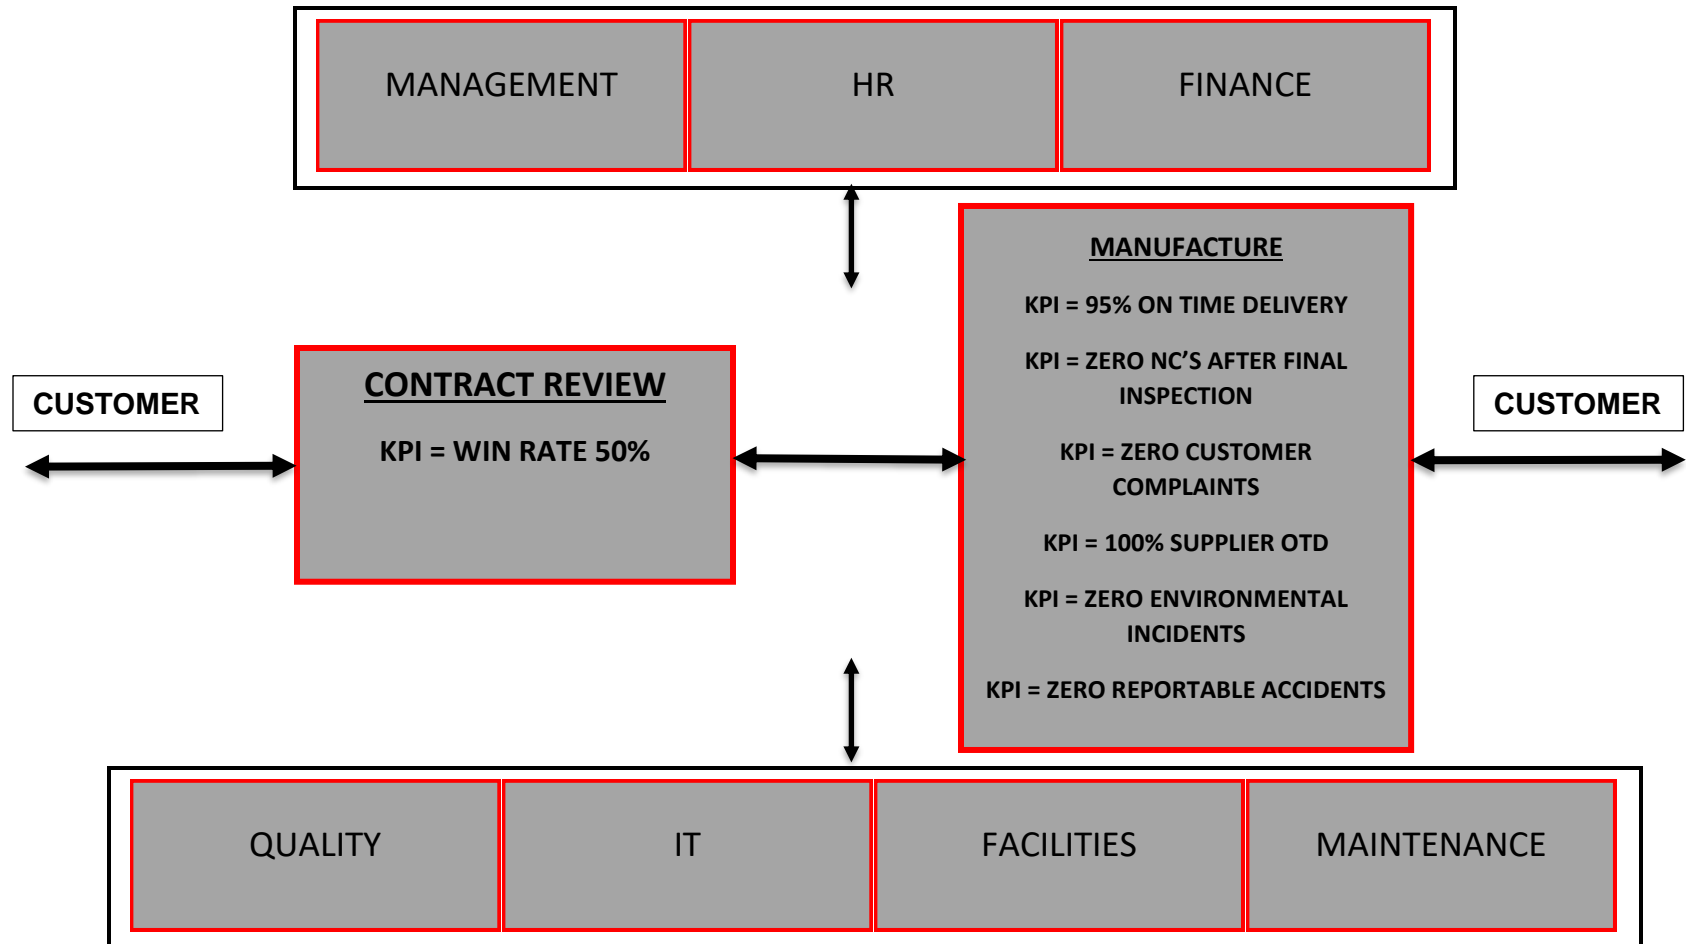 MANAGEMENT
HR
FINANCE
CUSTOMER
CONTRACT REVIEW
KPI = WIN RATE 50%
MANUFACTURE
KPI = 95% ON TIME DELIVERY
KPI = ZERO NC’S AFTER FINAL
INSPECTION
KPI = ZERO CUSTOMER
COMPLAINTS
KPI = 100% SUPPLIER OTD
KPI = ZERO ENVIRONMENTAL
INCIDENTS
KPI = ZERO REPORTABLE ACCIDENTS
CUSTOMER
QUALITY
IT
FACILITIES
MAINTENANCE